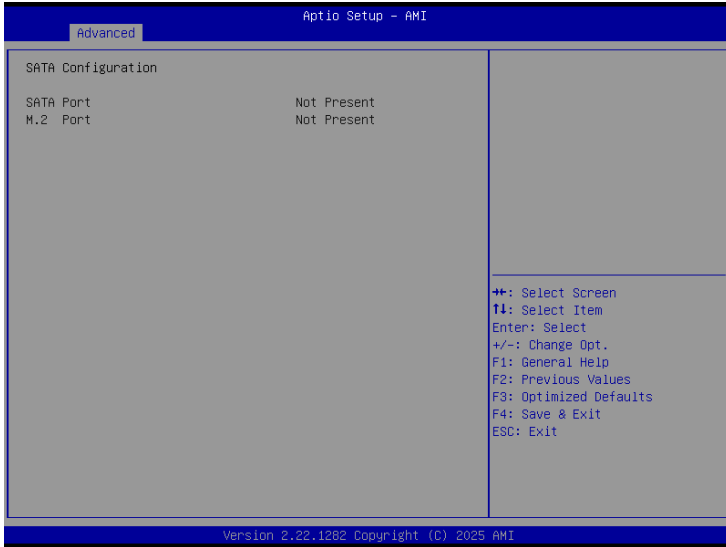 Aptio Setup – AMI
Advanced
SATA Configuration
SATA Port Not Present
M.2 Port Not Present
→←: Select Screen
↑↓: Select Item
Enter: Select
+/-: Change Opt.
F1: General Help
F2: Previous Values
F3: Optimized Defaults
F4: Save & Exit
ESC: Exit
Version 2.22.1282 Copyright (C) 2025 AMI